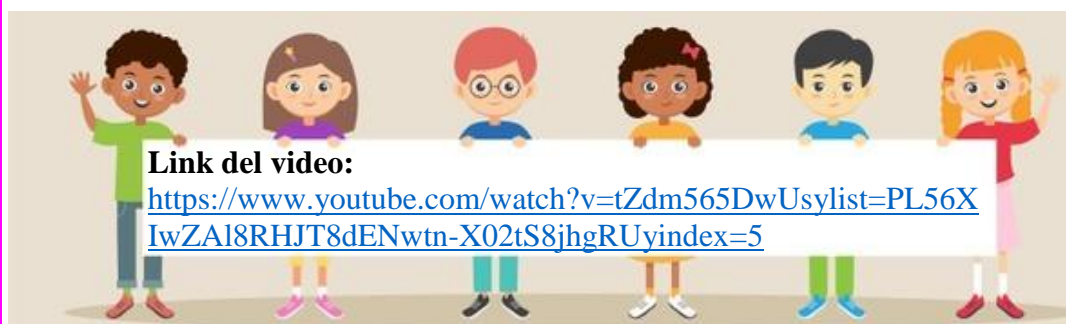 Link del video:
https://www.youtube.com/watch?v=tZdm565DwUsylist=PL56X
IwZAl8RHJT8dENwtn-X02tS8jhgRUyindex=5